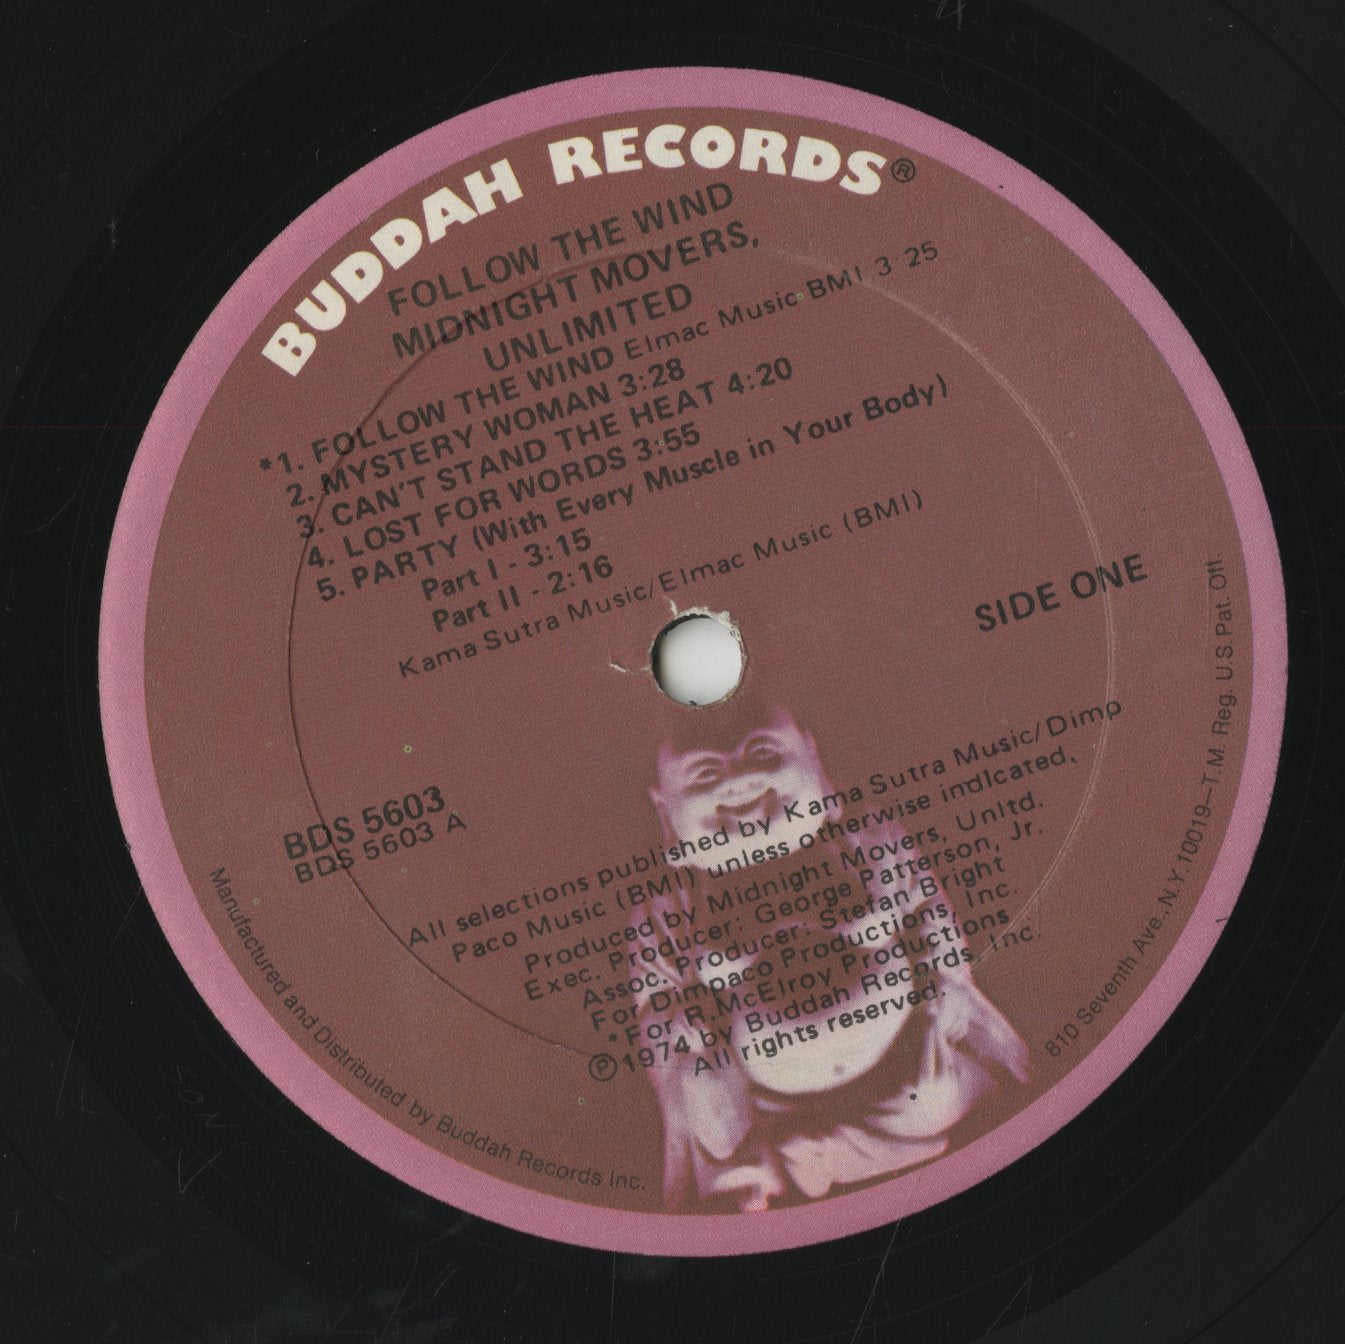 BUDDAH RECORDS®
FOLLOW THE WIND
MIDNIGHT MOVERS,
UNLIMITED
*1. FOLLOW THE WIND Elmac Music-BMI 3:25
2. MYSTERY WOMAN 3:28
3. CAN'T STAND THE HEAT 4:20
4. LOST FOR WORDS 3:55
5. PARTY (With Every Muscle in Your Body)
Part I - 3:15
Part II - 2:16
Kama Sutra Music/Elmac Music (BMI)
SIDE ONE
BDS 5603
BDS 5603 A
All selections published by Kama Sutra Music/Dimp
Paco Music (BMI) unless otherwise indicated.
Produced by Midnight Movers, Unltd.
Exec. Producer: George Patterson, Jr.
Assoc. Producer: Stefan Bright
For Dimpaco Productions, Inc.
*For R.McElroy Productions
℗1974 by Buddah Records, Inc.
All rights reserved.
Manufactured and Distributed by Buddah Records Inc.
810 Seventh Ave., N.Y. 10019—T.M. Reg. U.S. Pat. Off.